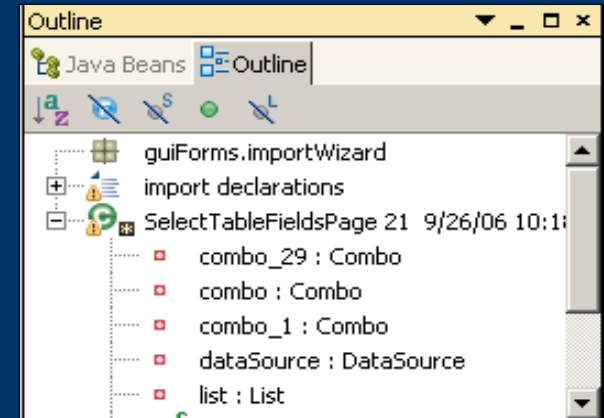 Outline
Java Beans Outline
guiForms.importWizard
import declarations
SelectTableFieldsPage 21 9/26/06 10:1
combo_29 : Combo
combo : Combo
combo_1 : Combo
dataSource : DataSource
list : List